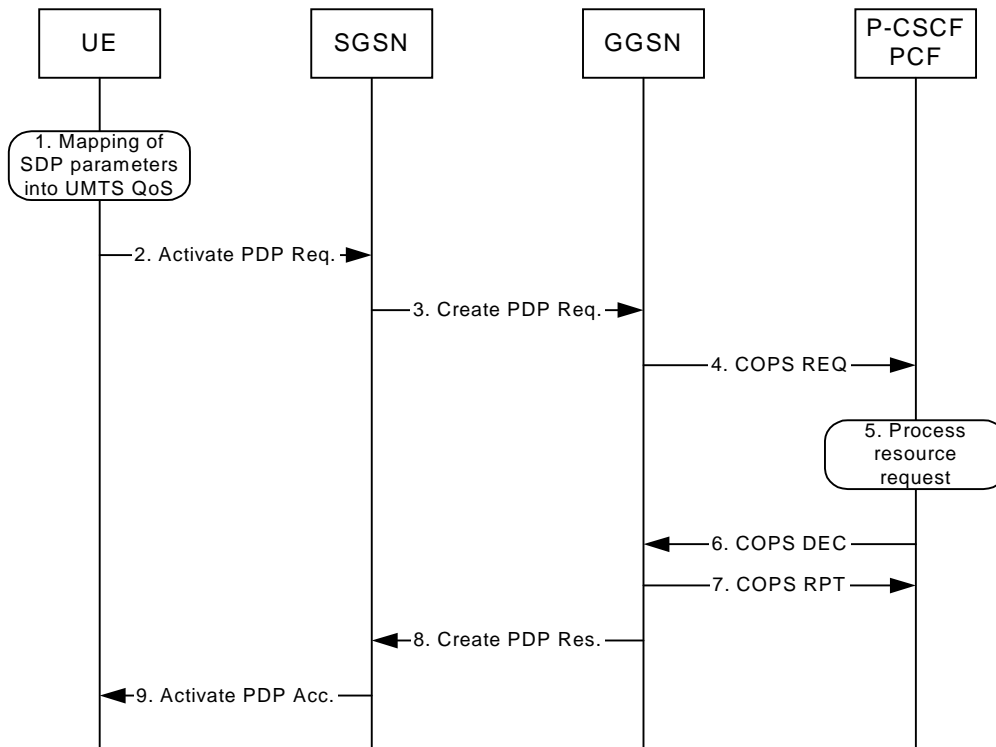 UE
SGSN
GGSN
P-CSCF
PCF
1. Mapping of
SDP parameters
into UMTS QoS
2. Activate PDP Req.
3. Create PDP Req.
4. COPS REQ
5. Process
resource
request
6. COPS DEC
7. COPS RPT
8. Create PDP Res.
9. Activate PDP Acc.